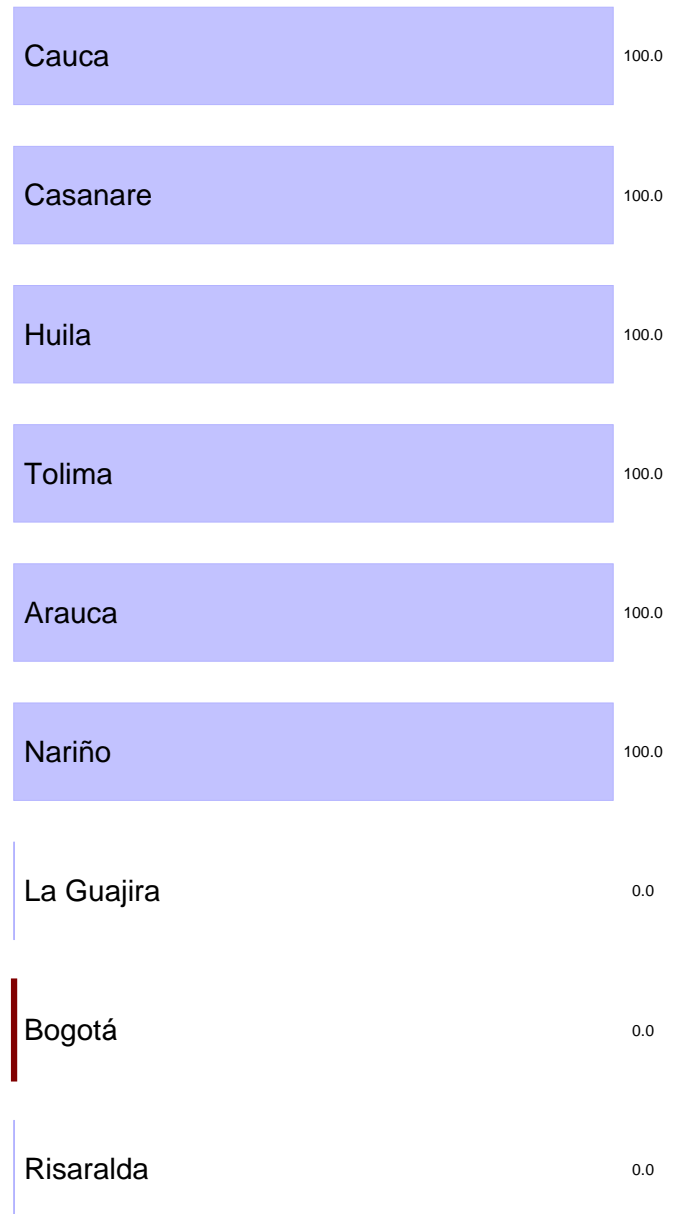 Cauca 100.0
Casanare 100.0
Huila 100.0
Tolima 100.0
Arauca 100.0
Nariño 100.0
La Guajira 0.0
Bogotá 0.0
Risaralda 0.0